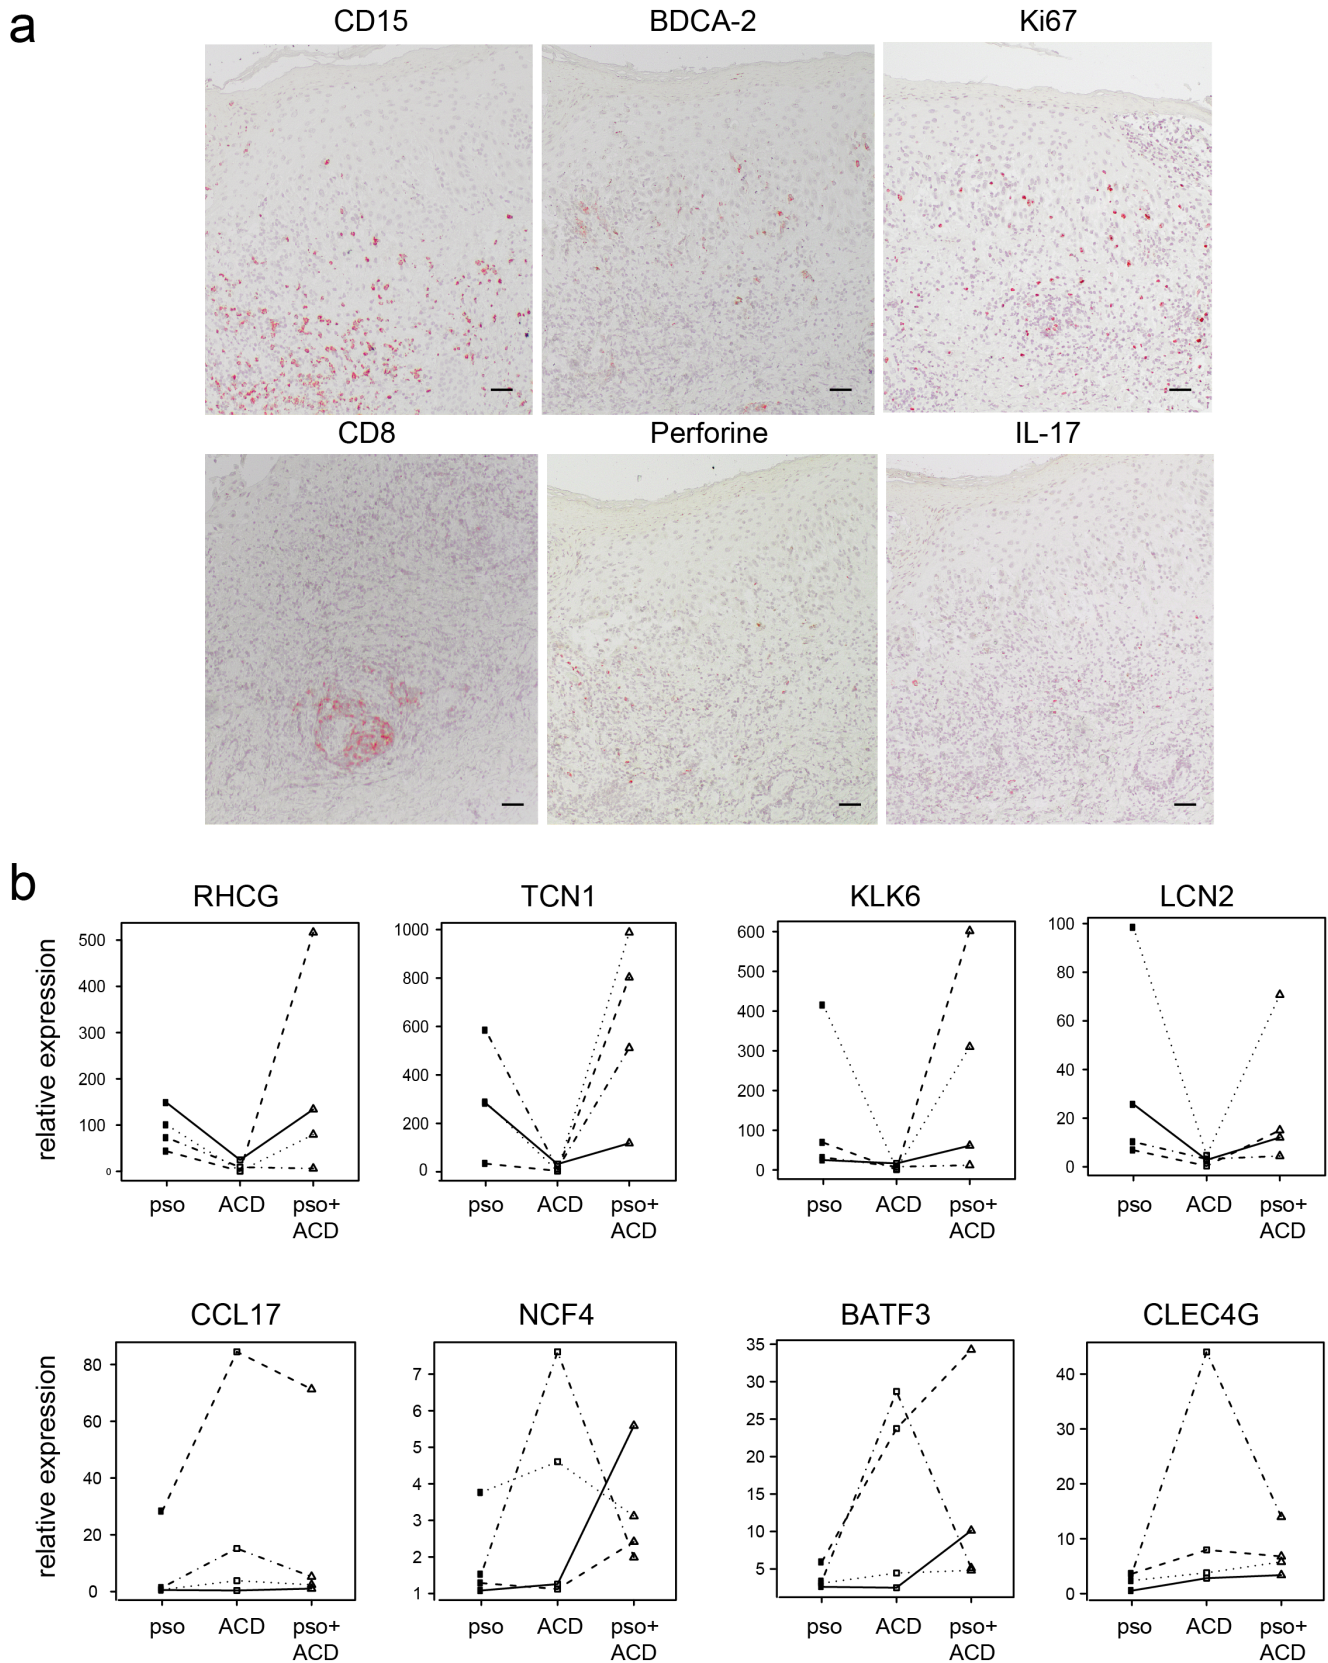 a
CD15 BDCA-2 Ki67
CD8 Perforine IL-17
b
RHCG TCN1 KLK6 LCN2
relative expression
500
400
300
200
100
0
pso ACD pso+
ACD
1000
800
600
400
200
0
pso ACD pso+
ACD
600
500
400
300
200
100
0
pso ACD pso+
ACD
100
80
60
40
20
0
pso ACD pso+
ACD
CCL17 NCF4 BATF3 CLEC4G
relative expression
80
60
40
20
0
pso ACD pso+
ACD
7
6
5
4
3
2
1
pso ACD pso+
ACD
35
30
25
20
15
10
5
pso ACD pso+
ACD
40
30
20
10
0
pso ACD pso+
ACD